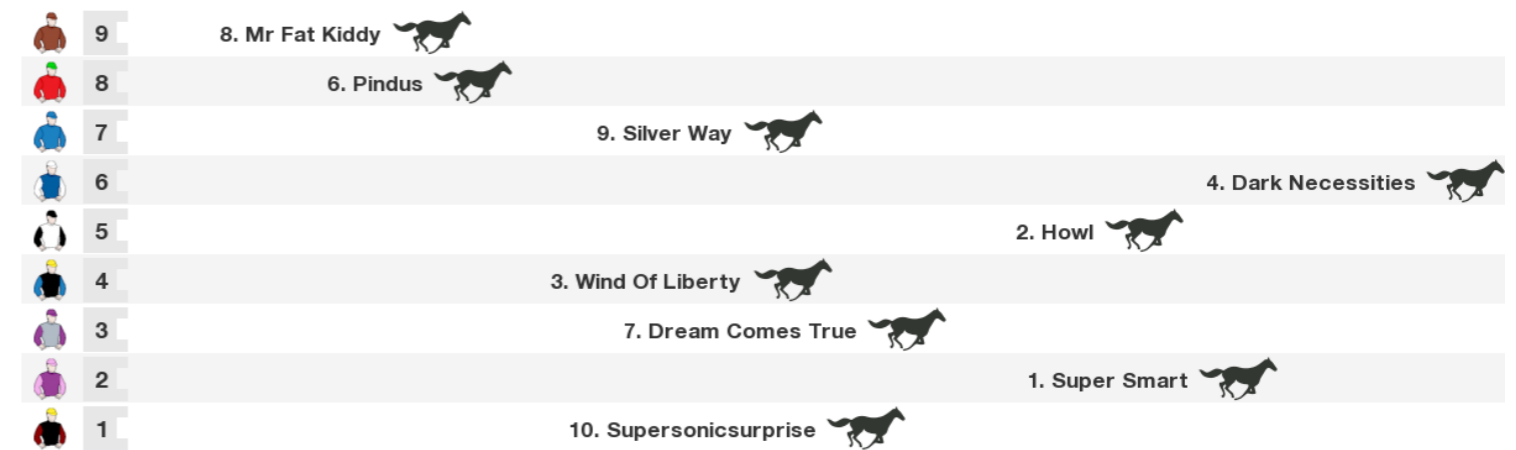 9 8. Mr Fat Kiddy
8 6. Pindus
7 9. Silver Way
6 4. Dark Necessities
5 2. Howl
4 3. Wind Of Liberty
3 7. Dream Comes True
2 1. Super Smart
1 10. Supersonicsurprise